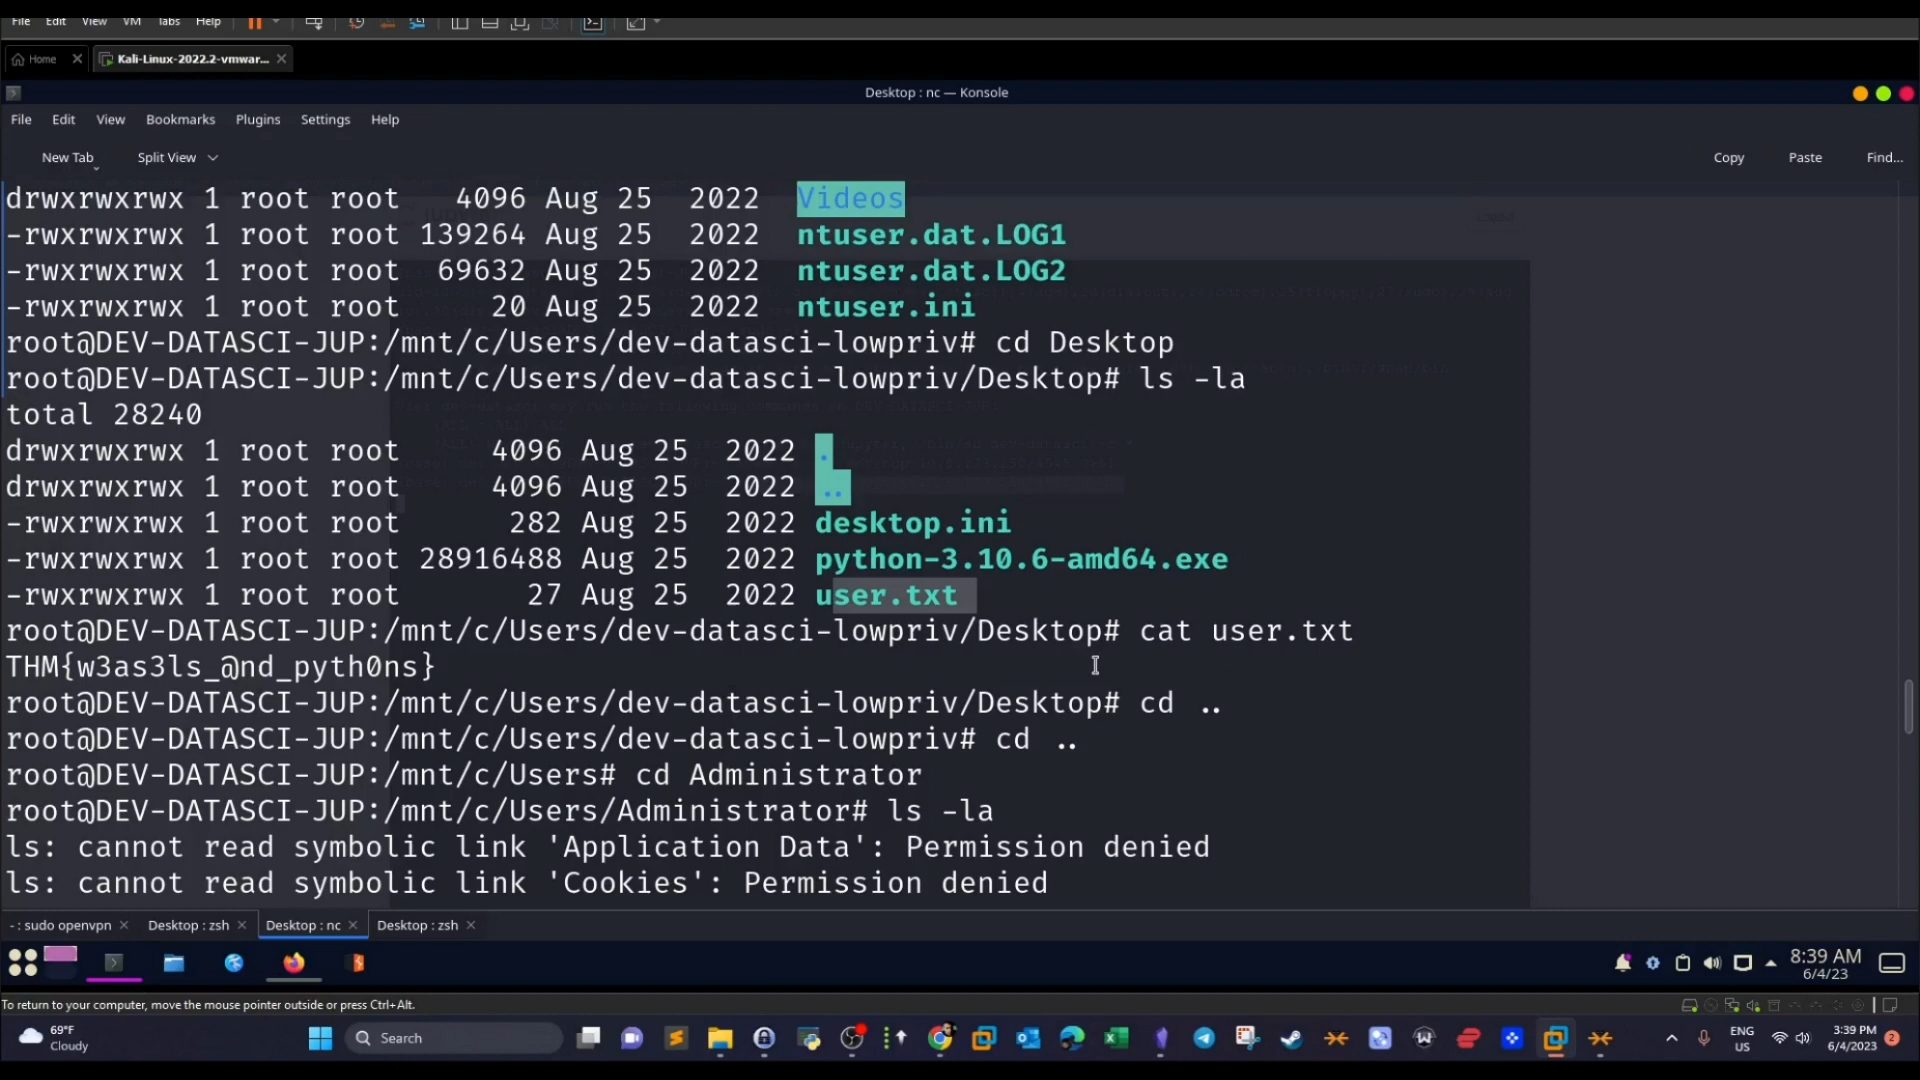 File Edit View VM Tabs Help
Home Kali-Linux-2022.2-vmwar...
Desktop : nc — Konsole
File Edit View Bookmarks Plugins Settings Help
New Tab Split View Copy Paste Find...
drwxrwxrwx 1 root root 4096 Aug 25 2022 Videos
-rwxrwxrwx 1 root root 139264 Aug 25 2022 ntuser.dat.LOG1
-rwxrwxrwx 1 root root 69632 Aug 25 2022 ntuser.dat.LOG2
-rwxrwxrwx 1 root root 20 Aug 25 2022 ntuser.ini
root@DEV-DATASCI-JUP:/mnt/c/Users/dev-datasci-lowpriv# cd Desktop
root@DEV-DATASCI-JUP:/mnt/c/Users/dev-datasci-lowpriv/Desktop# ls -la
total 28240
drwxrwxrwx 1 root root 4096 Aug 25 2022 .
drwxrwxrwx 1 root root 4096 Aug 25 2022 ..
-rwxrwxrwx 1 root root 282 Aug 25 2022 desktop.ini
-rwxrwxrwx 1 root root 28916488 Aug 25 2022 python-3.10.6-amd64.exe
-rwxrwxrwx 1 root root 27 Aug 25 2022 user.txt
root@DEV-DATASCI-JUP:/mnt/c/Users/dev-datasci-lowpriv/Desktop# cat user.txt
THM{w3as3ls_@nd_pyth0ns}
root@DEV-DATASCI-JUP:/mnt/c/Users/dev-datasci-lowpriv/Desktop# cd ..
root@DEV-DATASCI-JUP:/mnt/c/Users/dev-datasci-lowpriv# cd ..
root@DEV-DATASCI-JUP:/mnt/c/Users# cd Administrator
root@DEV-DATASCI-JUP:/mnt/c/Users/Administrator# ls -la
ls: cannot read symbolic link 'Application Data': Permission denied
ls: cannot read symbolic link 'Cookies': Permission denied
- : sudo openvpn Desktop : zsh Desktop : nc Desktop : zsh
8:39 AM
6/4/23
To return to your computer, move the mouse pointer outside or press Ctrl+Alt.
69°F
Cloudy
Search
ENG
US
3:39 PM
6/4/2023
2